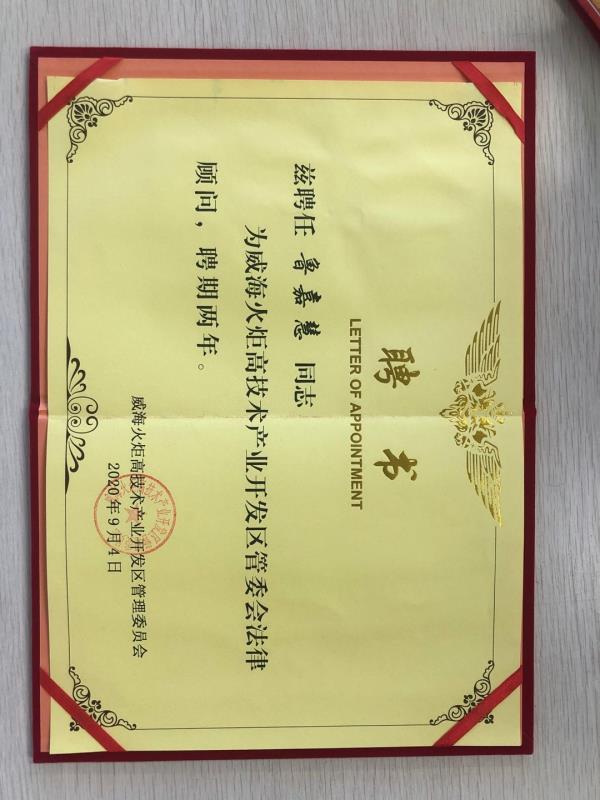 聘书
LETTER OF APPOINTMENT
兹聘任 鲁嘉慧 同志
为威海火炬高技术产业开发区管委会法律
顾问，聘期两年。
威海火炬高技术产业开发区管理委员会
2020年9月4日